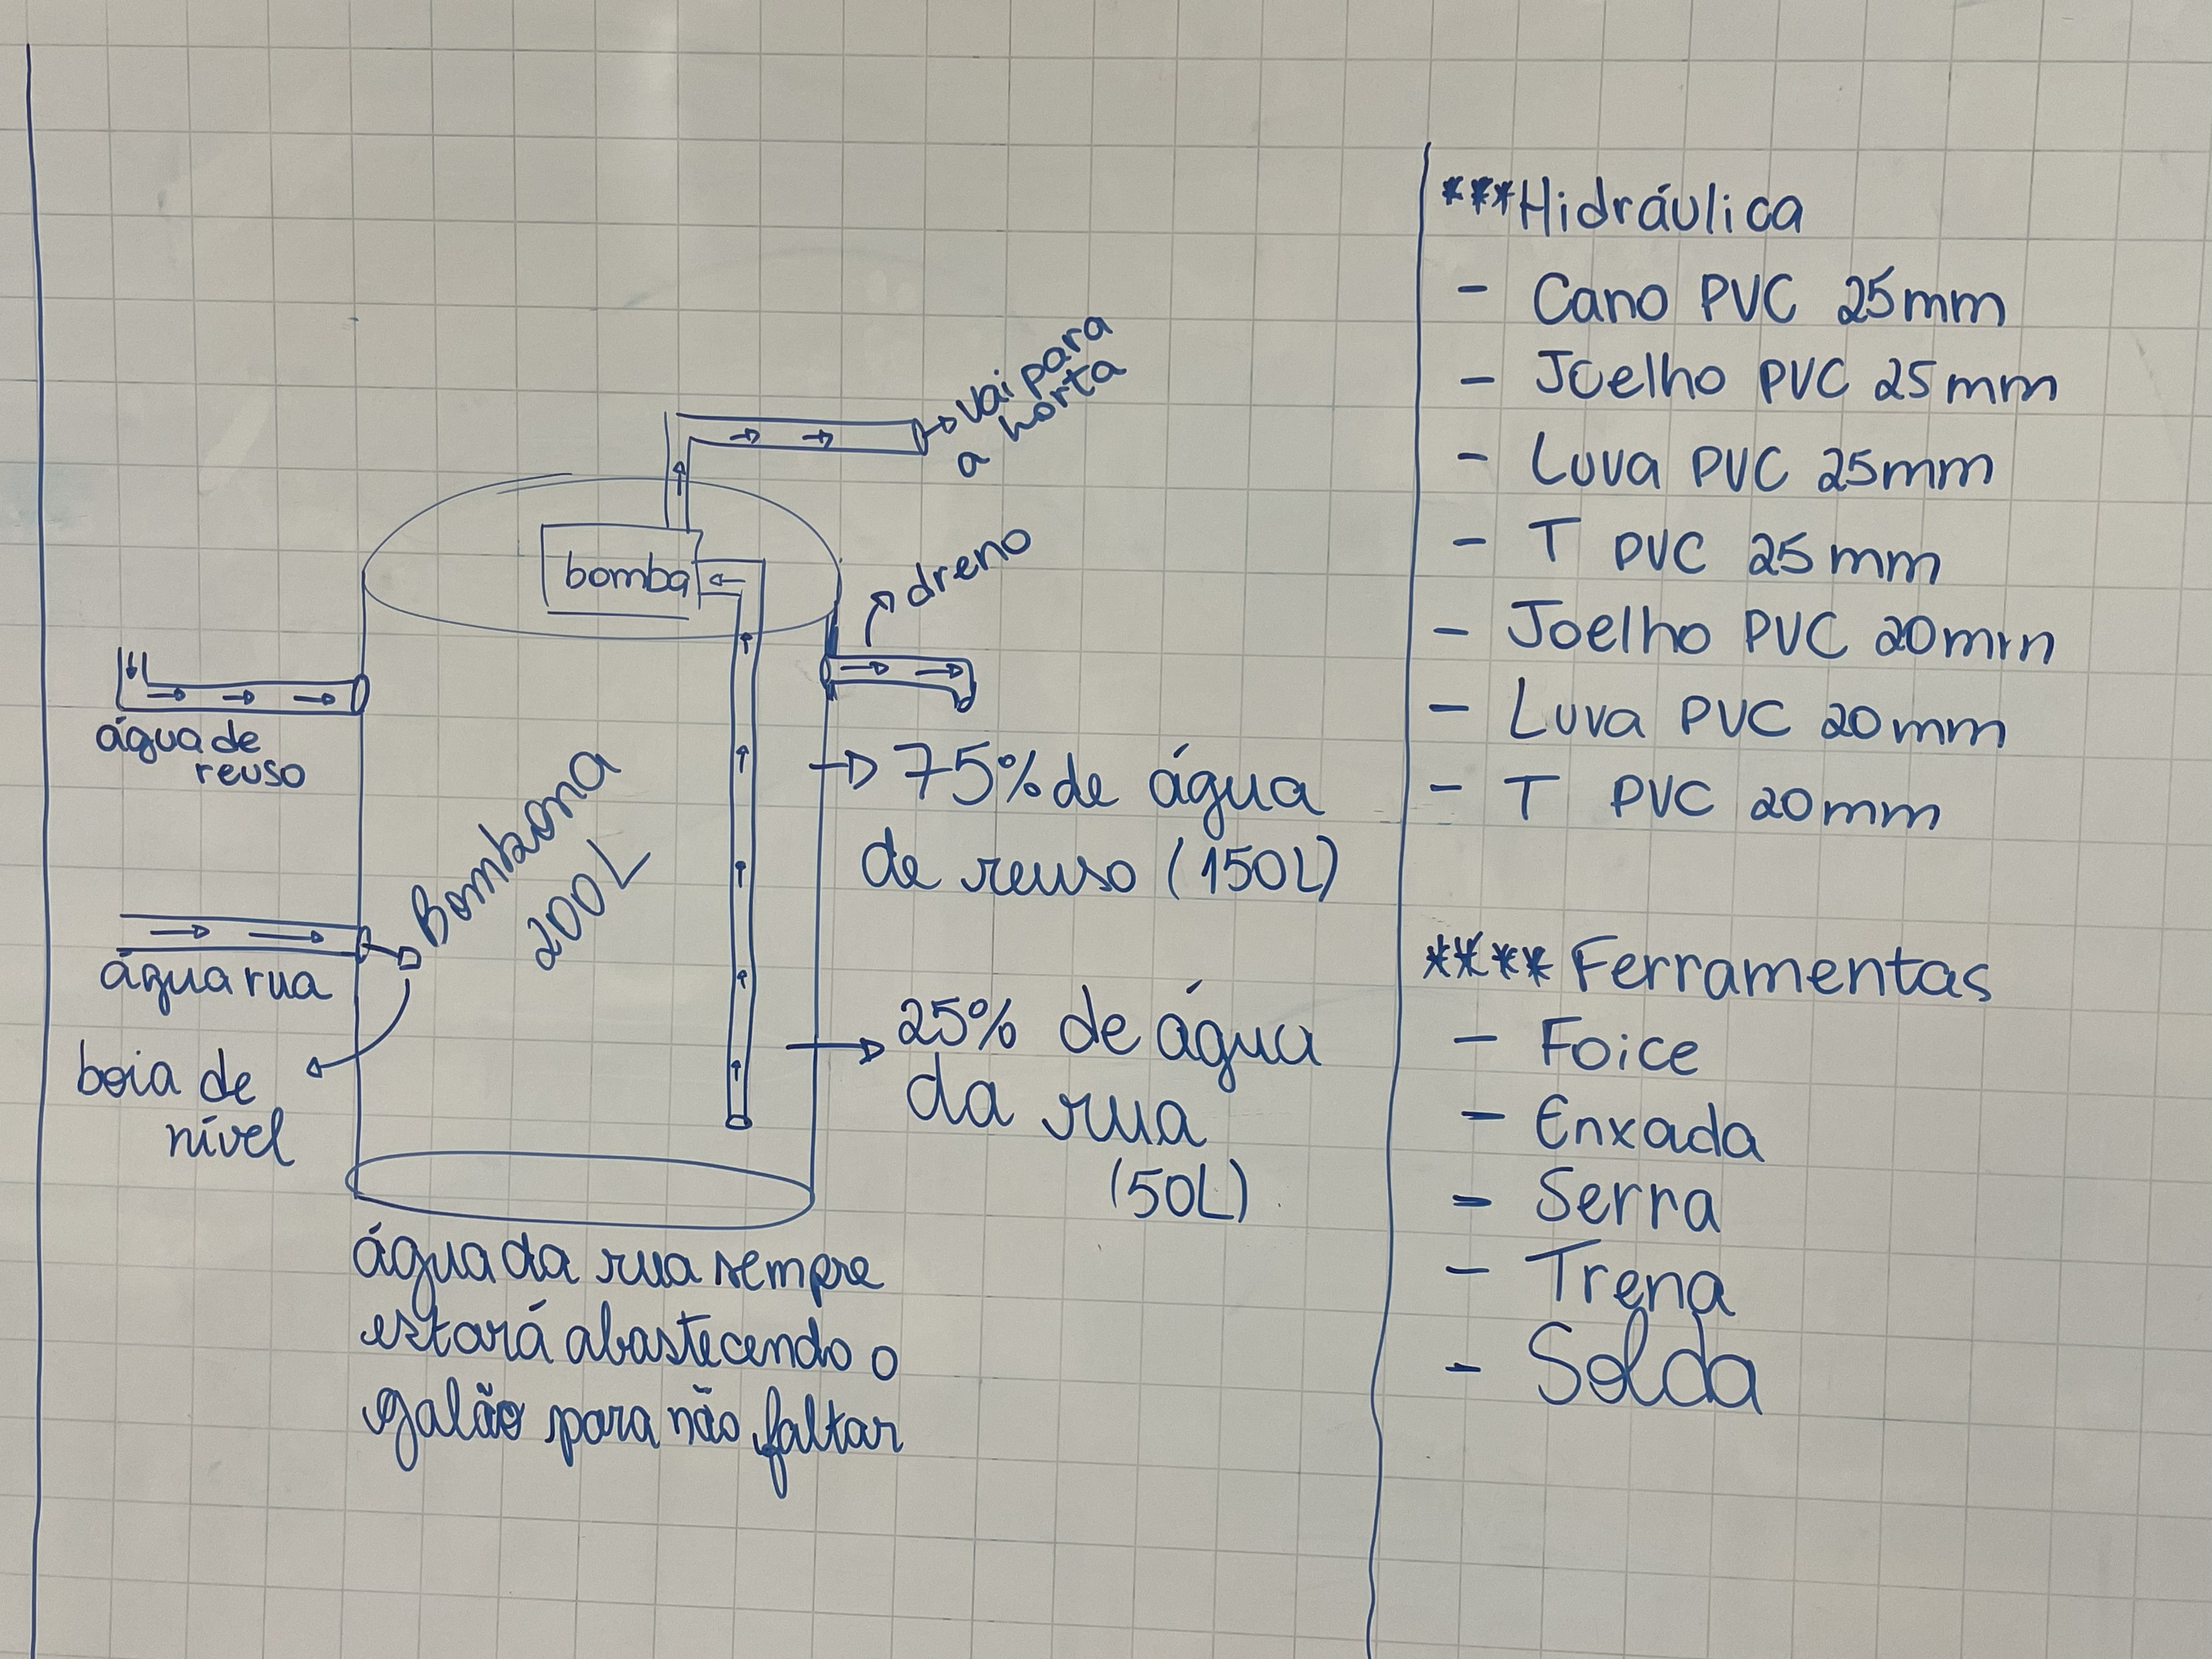 vai para
a horta
bomba
dreno
água de
reuso
Bombona
200L
75% de água
de reuso (150L)
água rua
boia de
nível
25% de água
da rua
(50L)
água da rua sempre
estará abastecendo o
galão para não faltar
***Hidráulica
- Cano PVC 25mm
- Joelho PVC 25mm
- Luva PVC 25mm
- T PVC 25mm
- Joelho PVC 20mm
- Luva PVC 20mm
- T PVC 20mm
**** Ferramentas
- Foice
- Enxada
- Serra
- Trena
- Solda